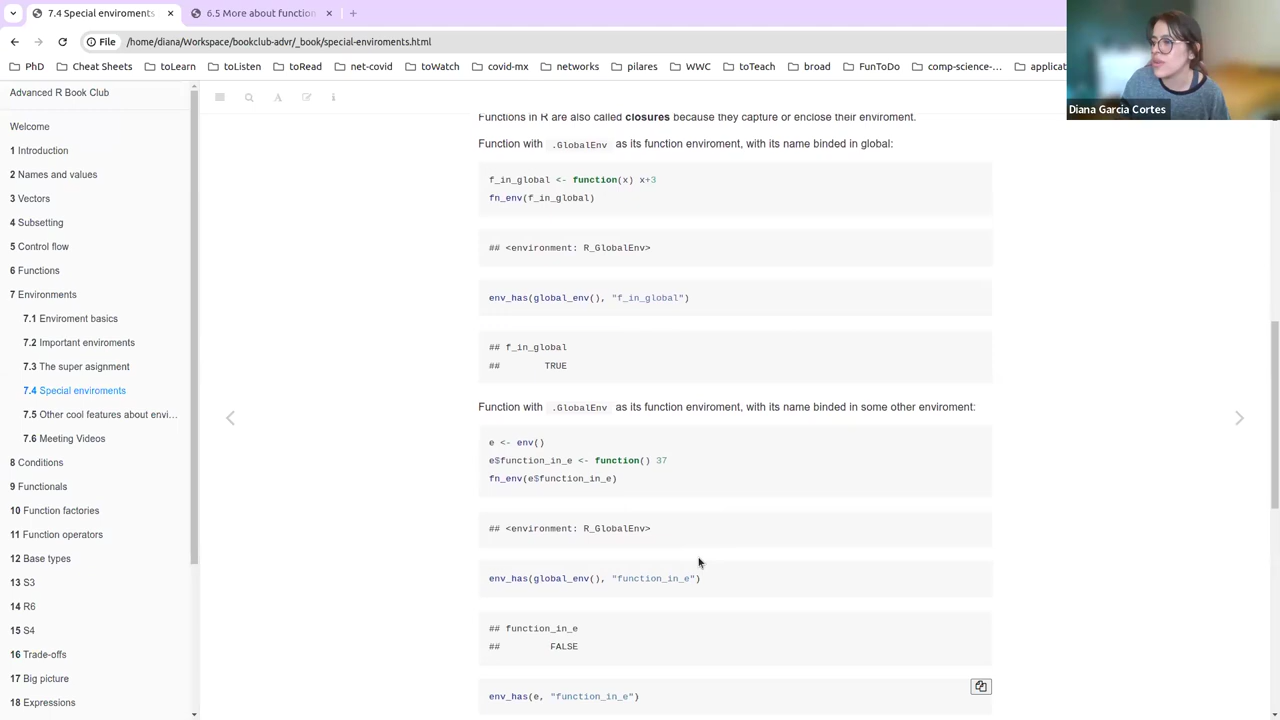 7.4 Special enviroments
6.5 More about function
File
/home/diana/Workspace/bookclub-advr/_book/special-enviroments.html
PhD
Cheat Sheets
toLearn
toListen
toRead
net-covid
toWatch
covid-mx
networks
pilares
WWC
toTeach
broad
FunToDo
comp-science-...
applicat
Diana Garcia Cortes
Advanced R Book Club
Welcome
1 Introduction
2 Names and values
3 Vectors
4 Subsetting
5 Control flow
6 Functions
7 Environments
7.1 Enviroment basics
7.2 Important enviroments
7.3 The super asignment
7.4 Special enviroments
7.5 Other cool features about envi...
7.6 Meeting Videos
8 Conditions
9 Functionals
10 Function factories
11 Function operators
12 Base types
13 S3
14 R6
15 S4
16 Trade-offs
17 Big picture
18 Expressions
Functions in R are also called closures because they capture or enclose their enviroment.
Function with .GlobalEnv as its function enviroment, with its name binded in global:
f_in_global <- function(x) x+3
fn_env(f_in_global)
## <environment: R_GlobalEnv>
env_has(global_env(), "f_in_global")
## f_in_global
## TRUE
Function with .GlobalEnv as its function enviroment, with its name binded in some other enviroment:
e <- env()
e$function_in_e <- function() 37
fn_env(e$function_in_e)
## <environment: R_GlobalEnv>
env_has(global_env(), "function_in_e")
## function_in_e
## FALSE
env_has(e, "function_in_e")